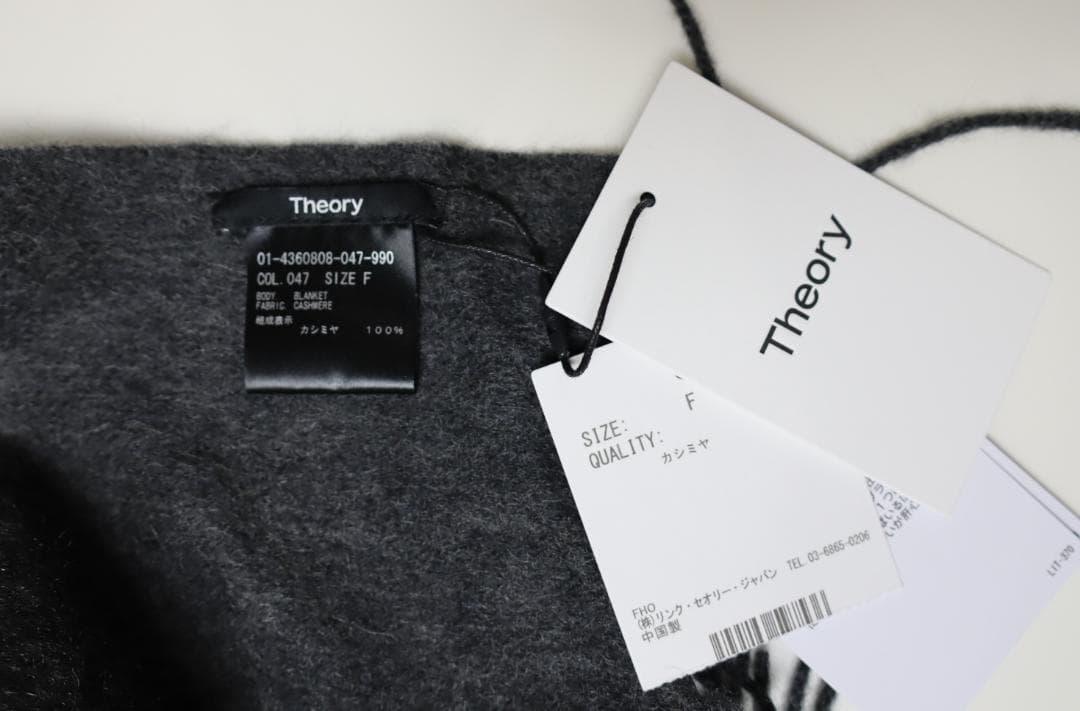 Theory
01-4360808-047-990
COL. 047 SIZE F
BODY BLANKET
FABRIC CASHMERE
組成表示
カシミヤ 100%
Theory
SIZE: F
QUALITY:
カシミヤ
FHO
(株)リンク・セオリー・ジャパン TEL. 03-6865-0206
中国製
LIT-370